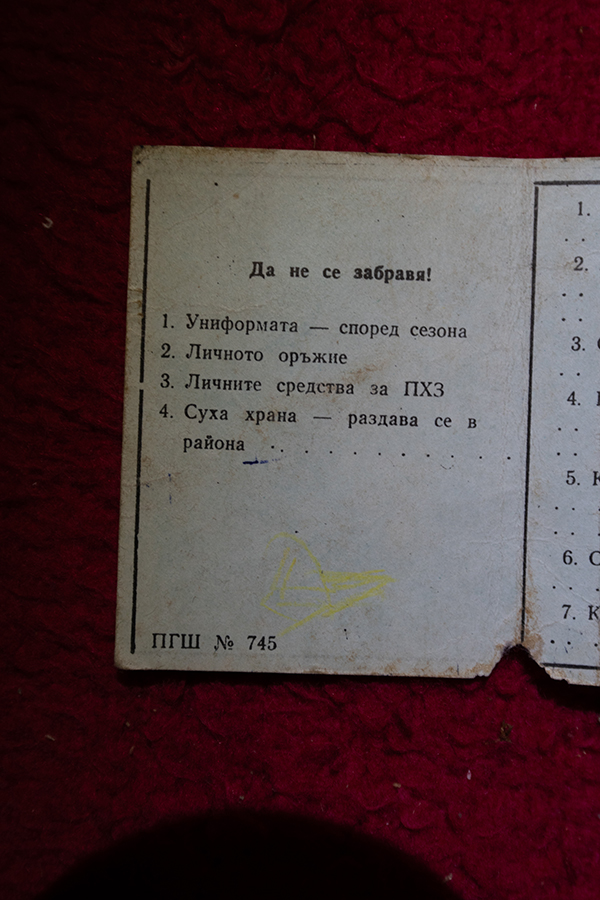 Да не се забравя!
1. Униформата — според сезона
2. Личното оръжие
3. Личните средства за ПХЗ
4. Суха храна — раздава се в
района . . . . . . . . . .
ПГШ № 745
1.
. .
2.
. .
. .
3. С
. .
4.
. .
. .
5. К
. .
. .
6. С
. .
7. К
. .